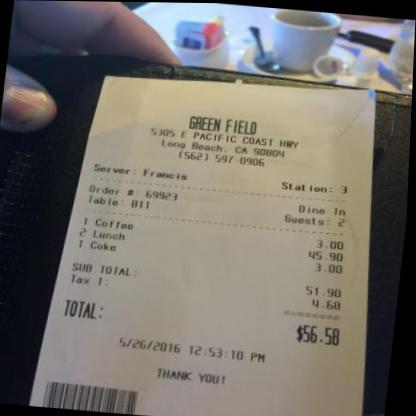 GREEN FIELD
5305 E PACIFIC COAST HWY
Long Beach, CA 90804
(562) 597-0906
Server: Francis Station: 3
Order #: 69923 Dine In
Table: B11 Guests: 2
1 Coffee 3.00
2 Lunch 45.90
1 Coke 3.00
SUB TOTAL: 51.90
Tax 1: 4.68
========
TOTAL: $56.58
5/26/2016 12:53:10 PM
THANK YOU!